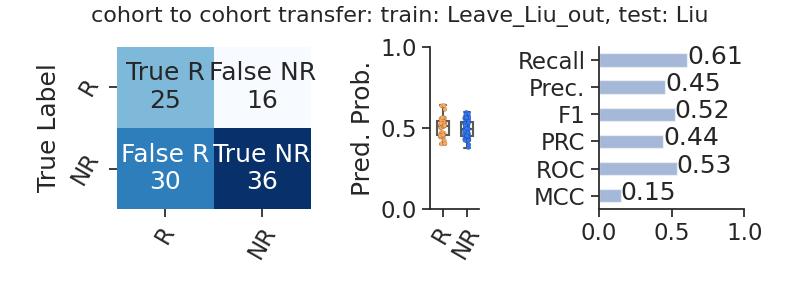 cohort to cohort transfer: train: Leave_Liu_out, test: Liu
True Label
R
NR
True R
25
False NR
16
False R
30
True NR
36
R
NR
Pred. Prob.
1.0
0.5
0.0
R
NR
Recall
0.61
Prec.
0.45
F1
0.52
PRC
0.44
ROC
0.53
MCC
0.15
0.0
0.5
1.0